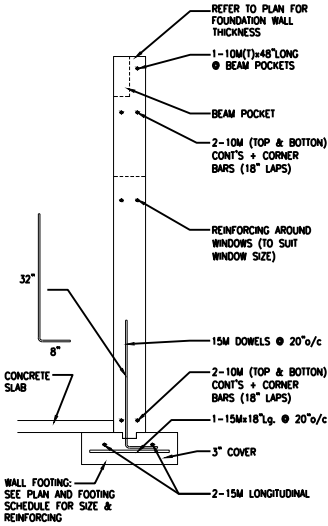 REFER TO PLAN FOR
FOUNDATION WALL
THICKNESS
1-10M(T)x48"LONG
@ BEAM POCKETS
BEAM POCKET
2-10M (TOP & BOTTON)
CONT'S + CORNER
BARS (18" LAPS)
REINFORCING AROUND
WINDOWS (TO SUIT
WINDOW SIZE)
32"
8"
15M DOWELS @ 20"o/c
CONCRETE
SLAB
2-10M (TOP & BOTTON)
CONT'S + CORNER
BARS (18" LAPS)
1-15Mx18"Lg. @ 20"o/c
3" COVER
WALL FOOTING:
SEE PLAN AND FOOTING
SCHEDULE FOR SIZE &
REINFORCING
2-15M LONGITUDINAL